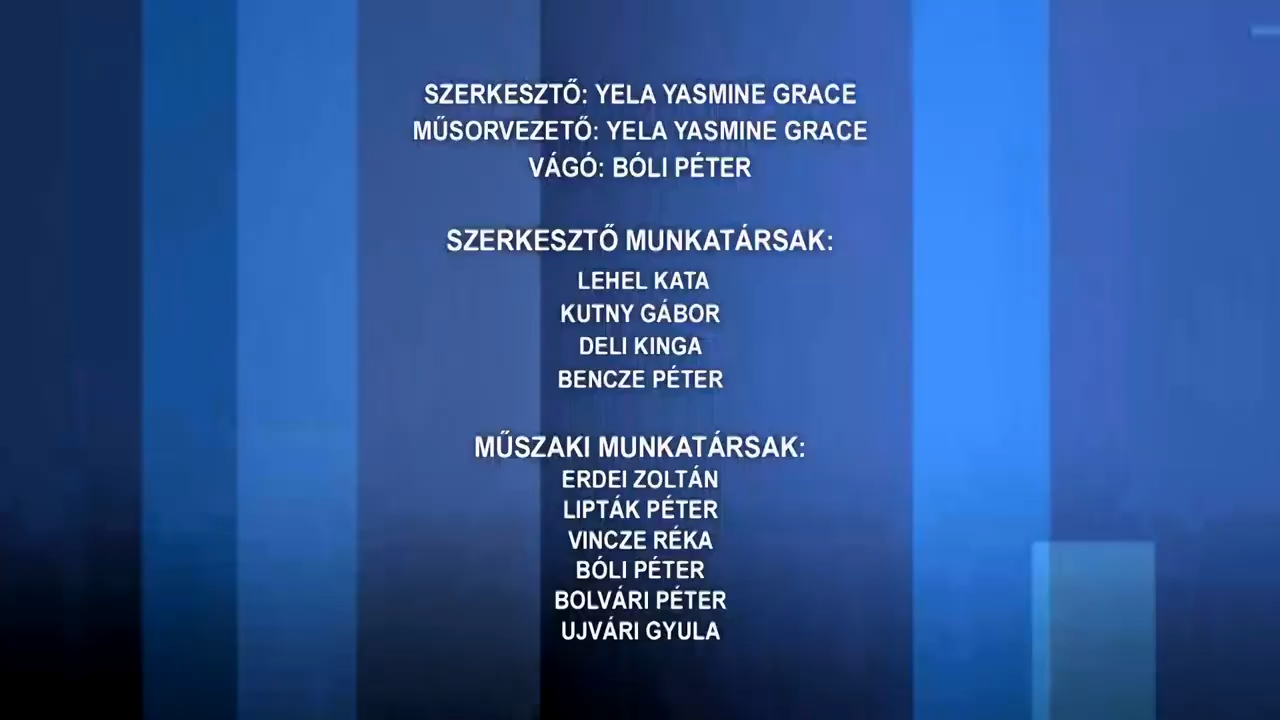 SZERKESZTŐ: YELA YASMINE GRACE
MŰSORVEZETŐ: YELA YASMINE GRACE
VÁGÓ: BÓLI PÉTER
SZERKESZTŐ MUNKATÁRSAK:
LEHEL KATA
KUTNY GÁBOR
DELI KINGA
BENCZE PÉTER
MŰSZAKI MUNKATÁRSAK:
ERDEI ZOLTÁN
LIPTÁK PÉTER
VINCZE RÉKA
BÓLI PÉTER
BOLVÁRI PÉTER
UJVÁRI GYULA